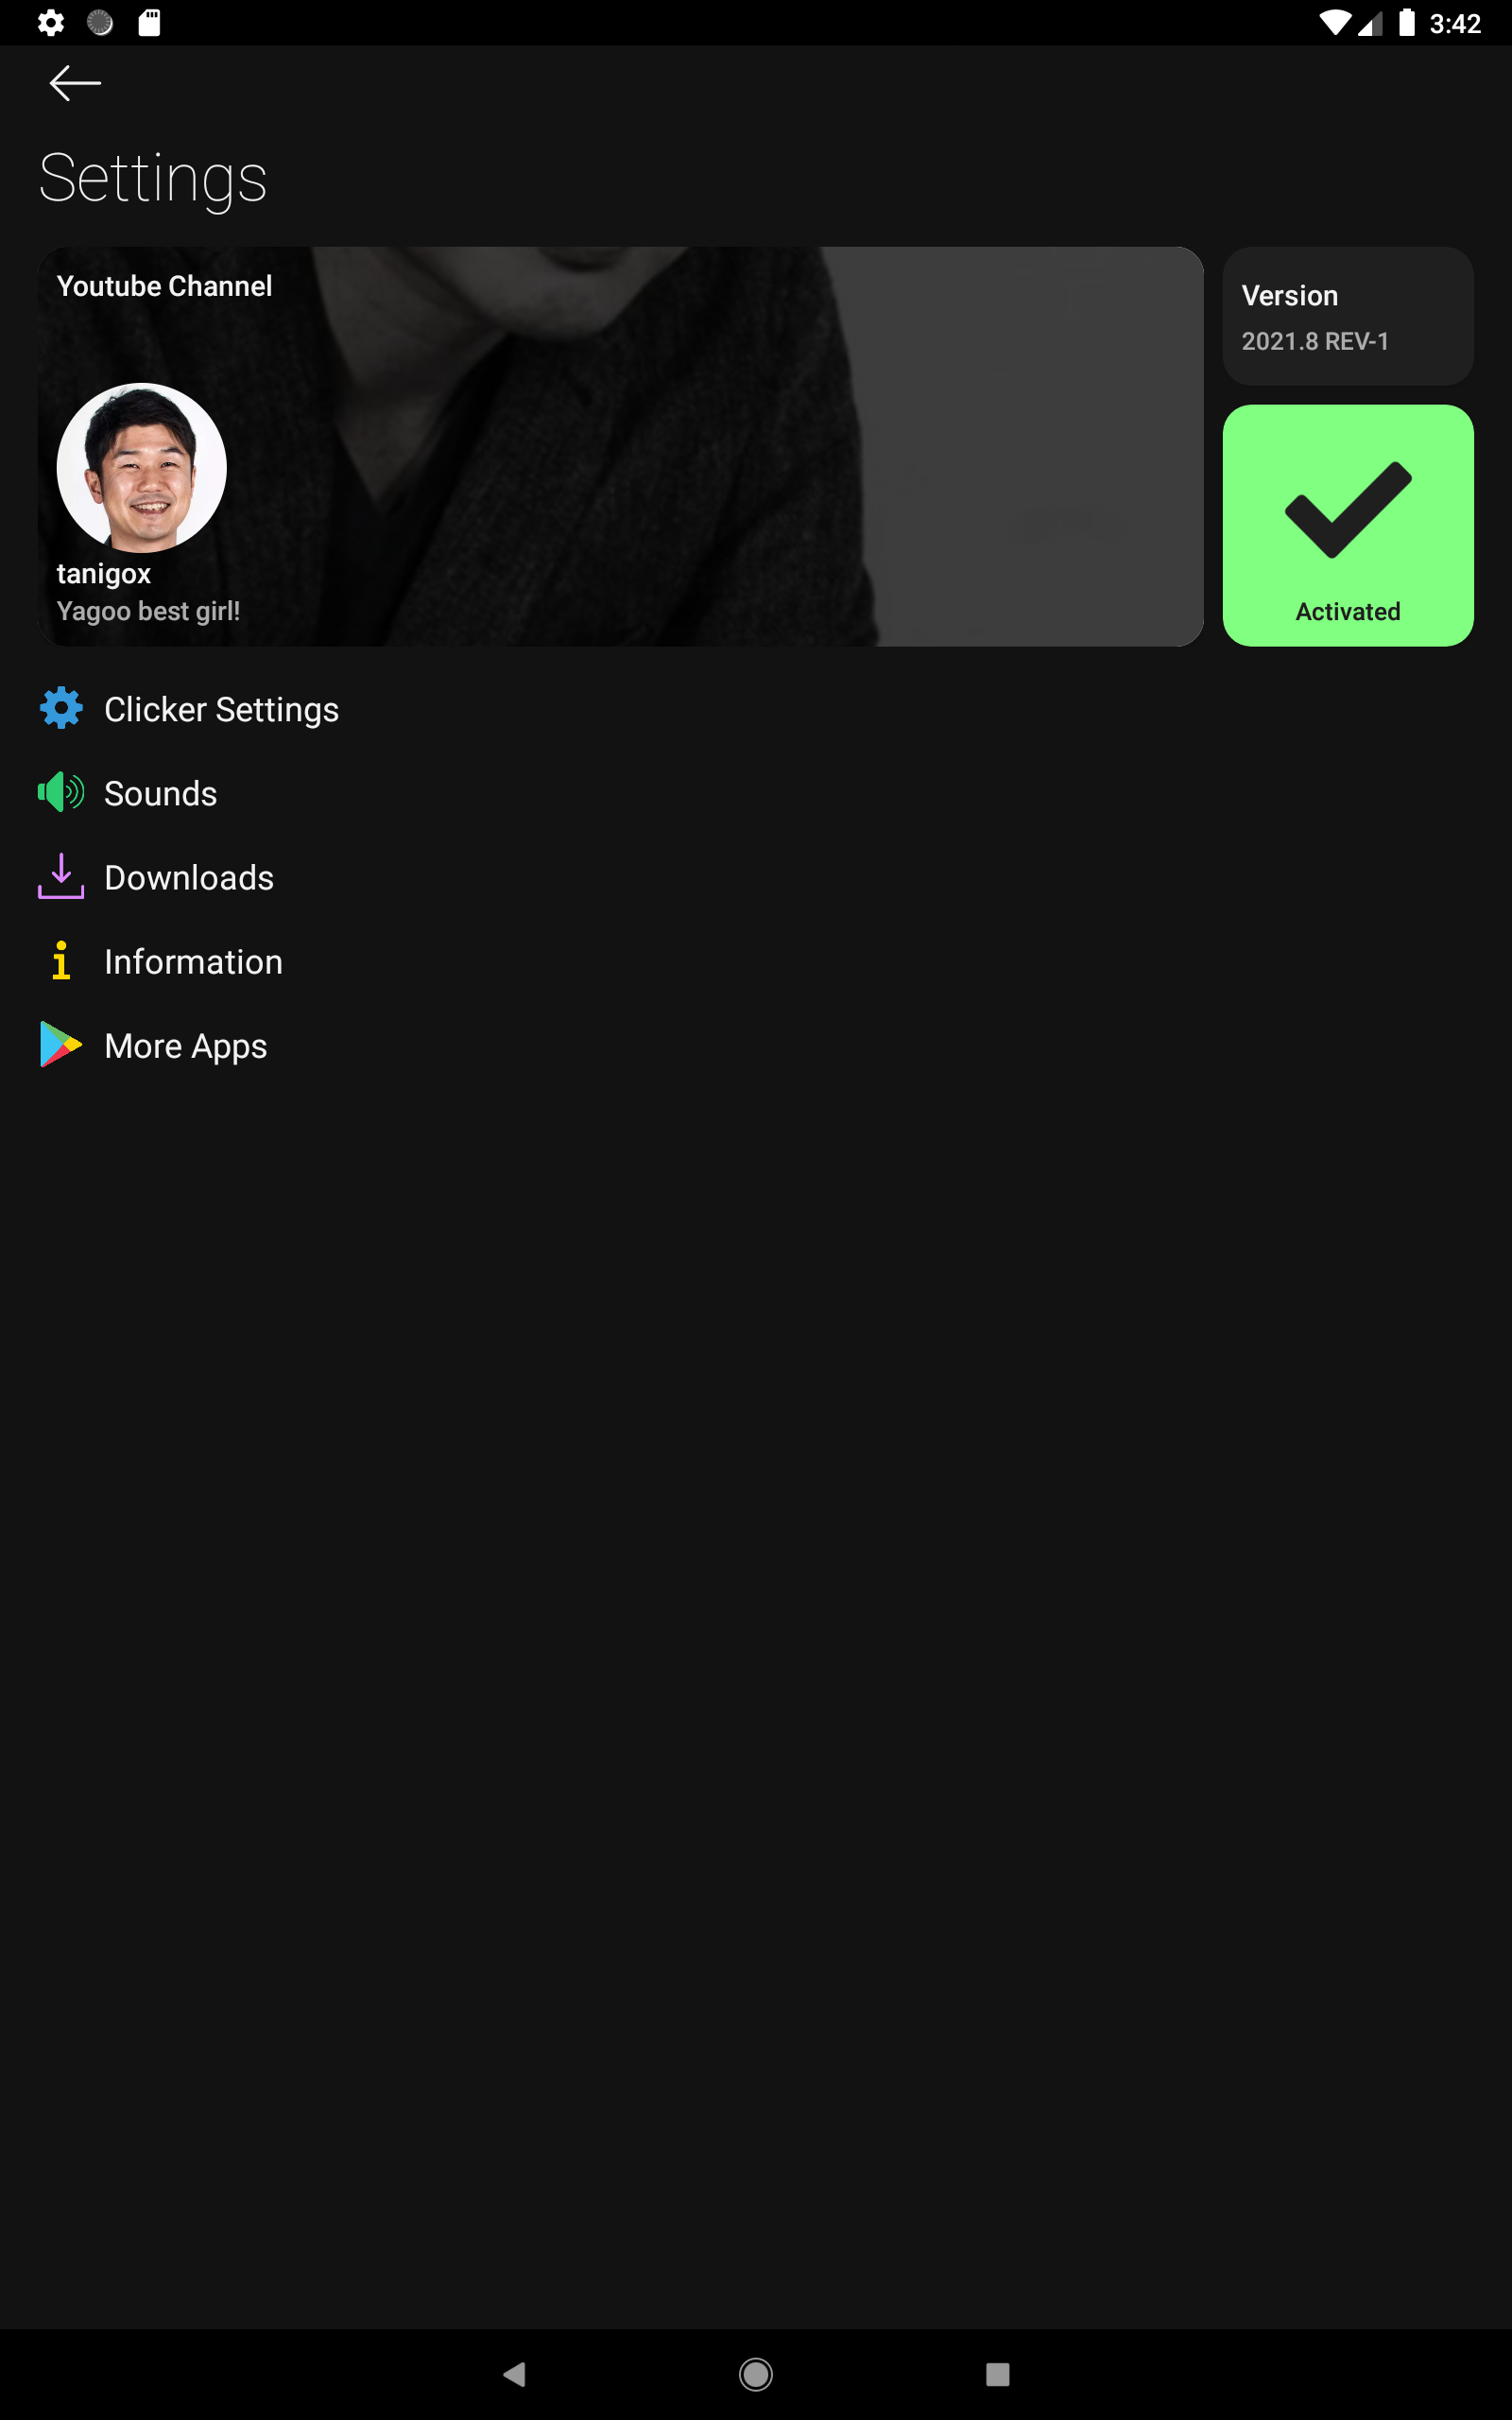 3:42
Settings
Youtube Channel
tanigox
Yagoo best girl!
Version
2021.8 REV-1
Activated
Clicker Settings
Sounds
Downloads
Information
More Apps